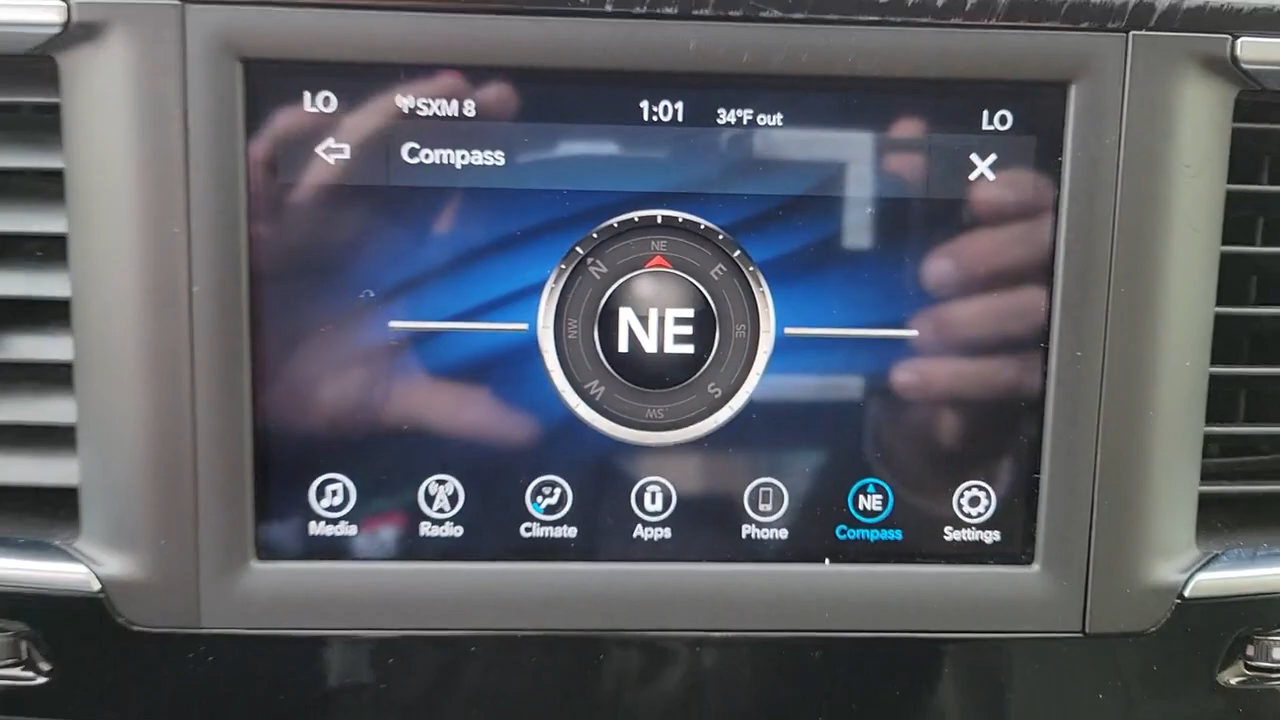 LO SXM 8 1:01 34°F out LO
Compass
NE
N E
NE
NW SE
W S
SW
NE
Media Radio Climate Apps Phone Compass Settings